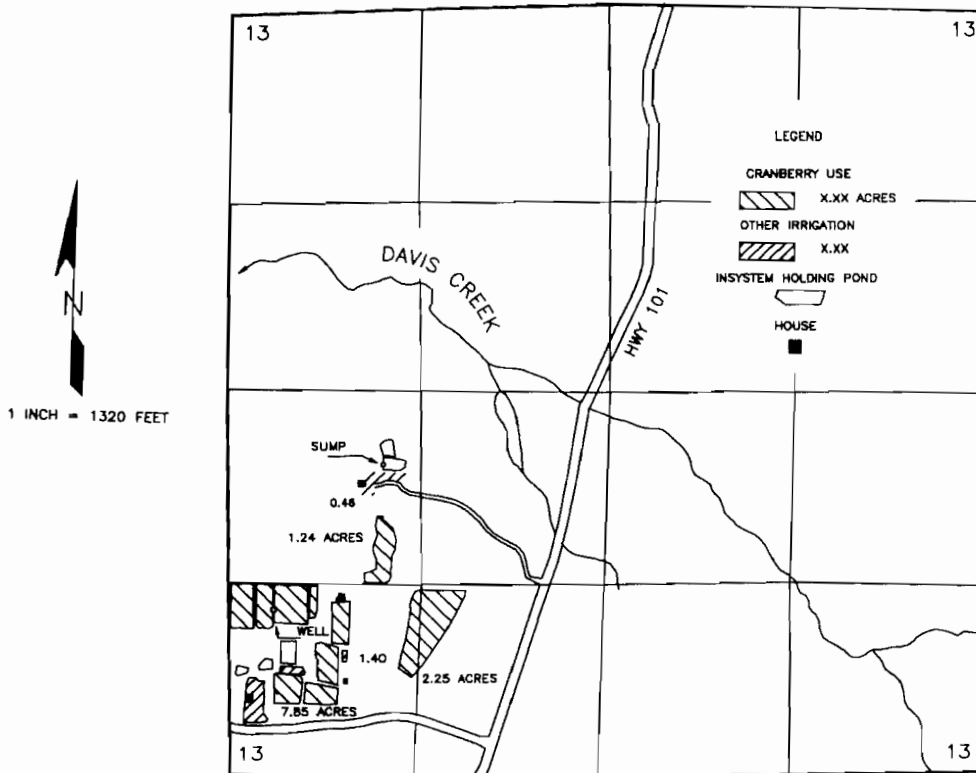 13
13
LEGEND
CRANBERRY USE
X.XX ACRES
OTHER IRRIGATION
X.XX
INSYSTEM HOLDING POND
HOUSE
DAVIS CREEK
HWY 101
N
1 INCH = 1320 FEET
SUMP
0.46
1.24 ACRES
WELL
1.40
2.25 ACRES
7.85 ACRES
13
13